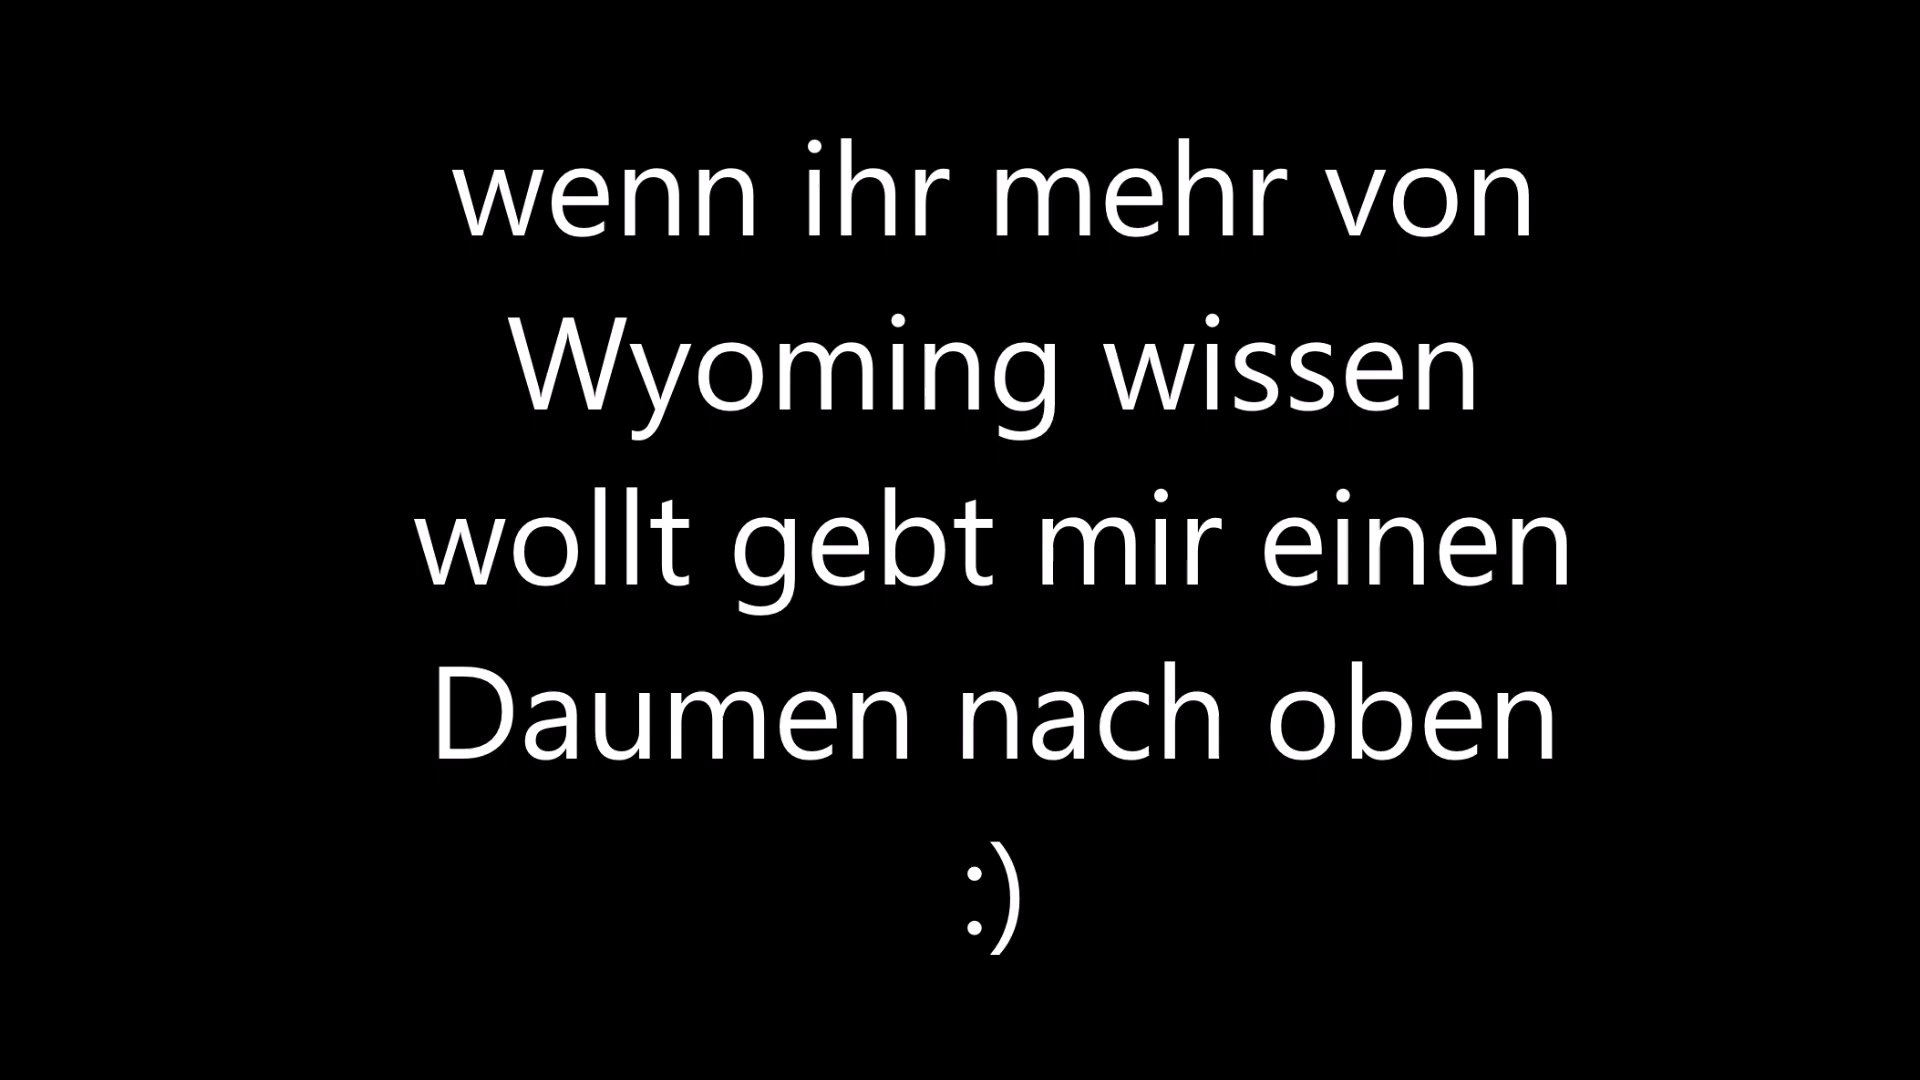 wenn ihr mehr von
Wyoming wissen
wollt gebt mir einen
Daumen nach oben
:)